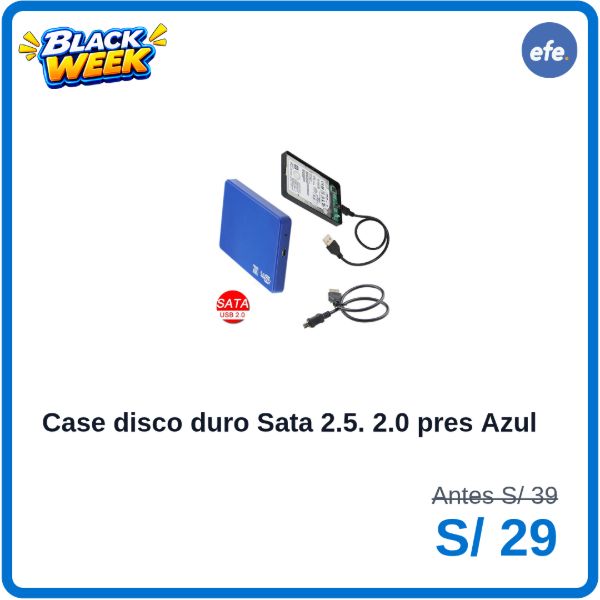 BLACK
WEEK
efe.
SATA
USB 2.0
Case disco duro Sata 2.5. 2.0 pres Azul
Antes S/ 39
S/ 29